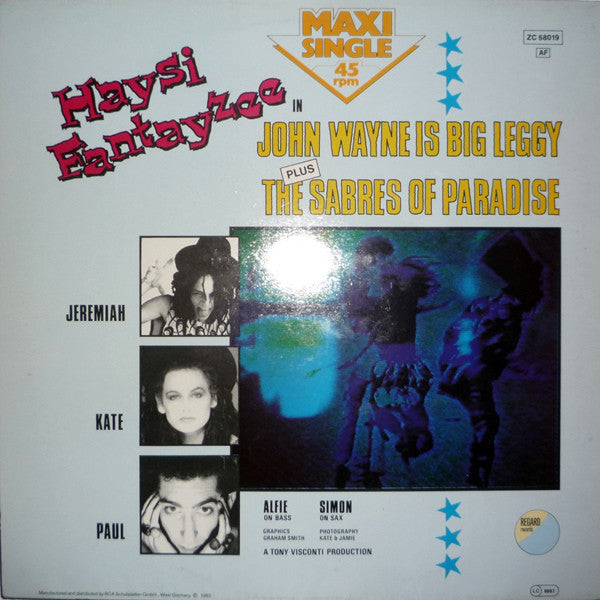 MAXI
SINGLE
45
rpm
ZC 68019
AF
Haysi
Fantayzee
IN
JOHN WAYNE IS BIG LEGGY
PLUS
THE SABRES OF PARADISE
JEREMIAH
KATE
PAUL
ALFIE
ON BASS
SIMON
ON SAX
GRAPHICS
GRAHAM SMITH
PHOTOGRAPHY
KATE & JAMIE
A TONY VISCONTI PRODUCTION
REGARD
records
Manufactured and distributed by RCA Schallplatten GmbH · West Germany.
LC